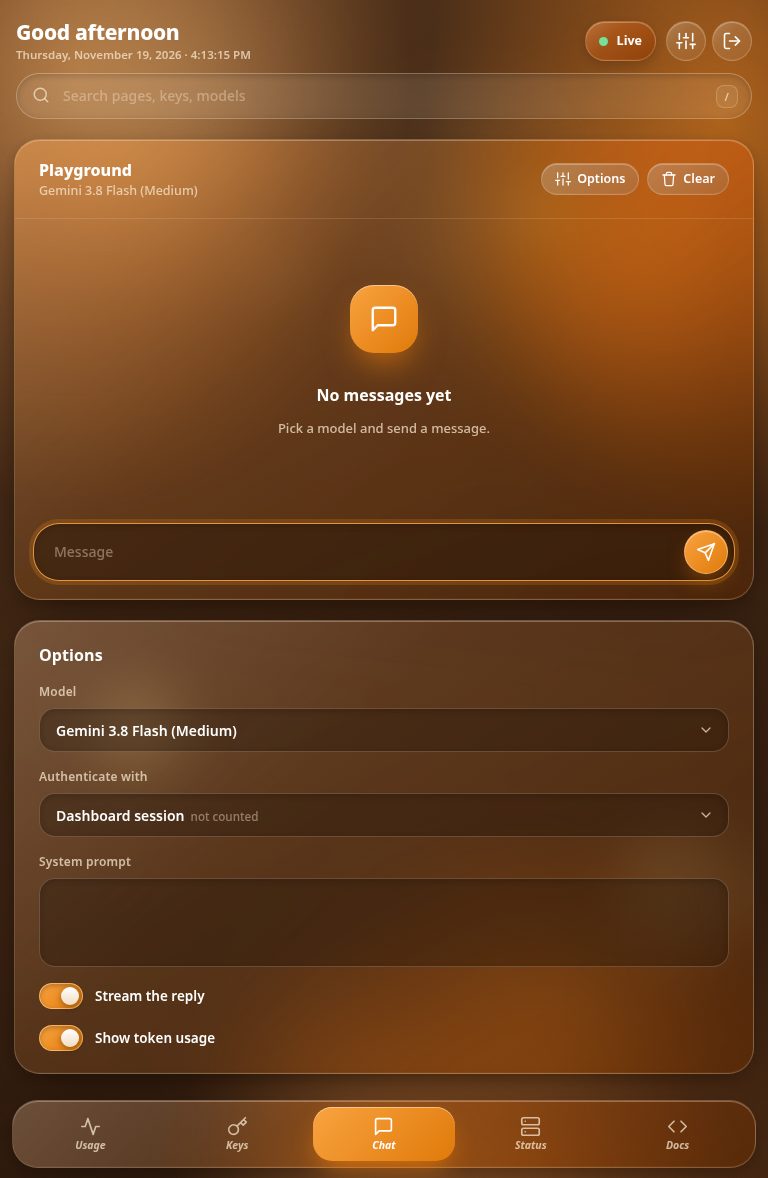 Good afternoon
Thursday, November 19, 2026 · 4:13:15 PM
Live
Search pages, keys, models
/
Playground
Gemini 3.8 Flash (Medium)
Options
Clear
No messages yet
Pick a model and send a message.
Message
Options
Model
Gemini 3.8 Flash (Medium)
Authenticate with
Dashboard session not counted
System prompt
Stream the reply
Show token usage
Usage
Keys
Chat
Status
Docs